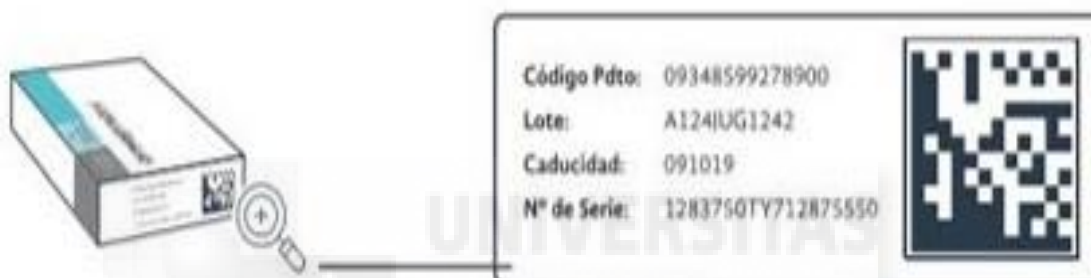 Código Pdto: 09348599278900
Lote: A124JUG1242
Caducidad: 091019
Nº de Serie: 1283750TY712875550
UNIVERSITAS